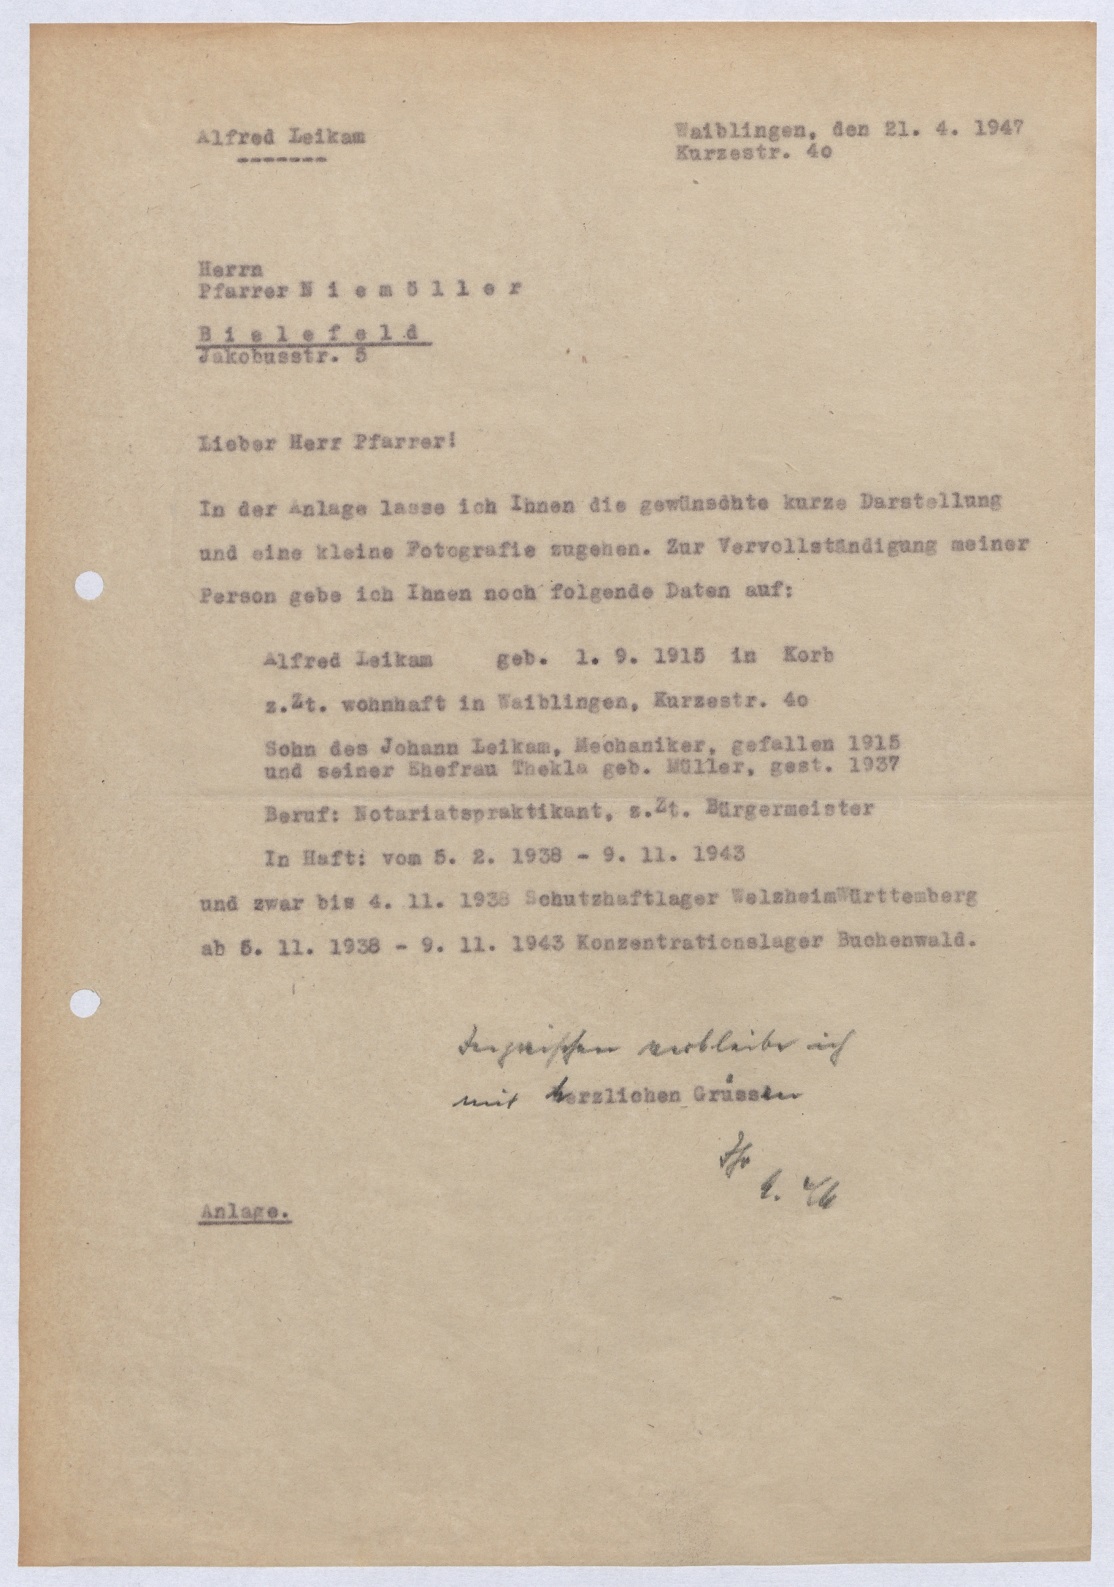 Alfred Leikam
Waiblingen, den 21. 4. 1947
Kurzestr. 4o
Herrn
Pfarrer N i e m ö l l e r
B i e l e f e l d
Jakobusstr. 5
Lieber Herr Pfarrer!
In der Anlage lasse ich Ihnen die gewünschte kurze Darstellung
und eine kleine Fotografie zugehen. Zur Vervollständigung meiner
Person gebe ich Ihnen noch folgende Daten auf:
Alfred Leikam geb. 1. 9. 1915 in Korb
z.Zt. wohnhaft in Waiblingen, Kurzestr. 4o
Sohn des Johann Leikam, Mechaniker, gefallen 1915
und seiner Ehefrau Thekla geb. Müller, gest. 1937
Beruf: Notariatspraktikant, z.Zt. Bürgermeister
In Haft: vom 5. 2. 1938 - 9. 11. 1943
und zwar bis 4. 11. 1938 Schutzhaftlager WelzheimWürttemberg
ab 5. 11. 1938 - 9. 11. 1943 Konzentrationslager Buchenwald.
Inzwischen verbleibe ich
mit herzlichen Grüssen
Ihr
Anlage.